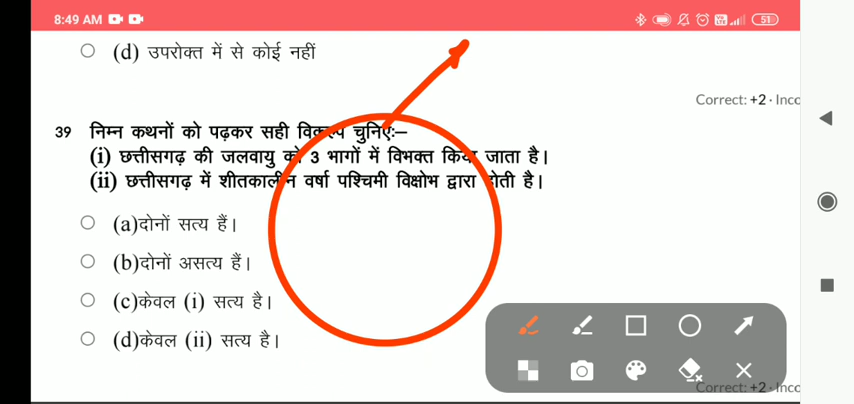 8:49 AM
51
(d) उपरोक्त में से कोई नहीं
Correct: +2 · Inco
39 निम्न कथनों को पढ़कर सही विकल्प चुनिए:–
(i) छत्तीसगढ़ की जलवायु को 3 भागों में विभक्त किया जाता है।
(ii) छत्तीसगढ़ में शीतकालीन वर्षा पश्चिमी विक्षोभ द्वारा होती है।
(a)दोनों सत्य हैं।
(b)दोनों असत्य हैं।
(c)केवल (i) सत्य है।
(d)केवल (ii) सत्य है।
Correct: +2 · Inco